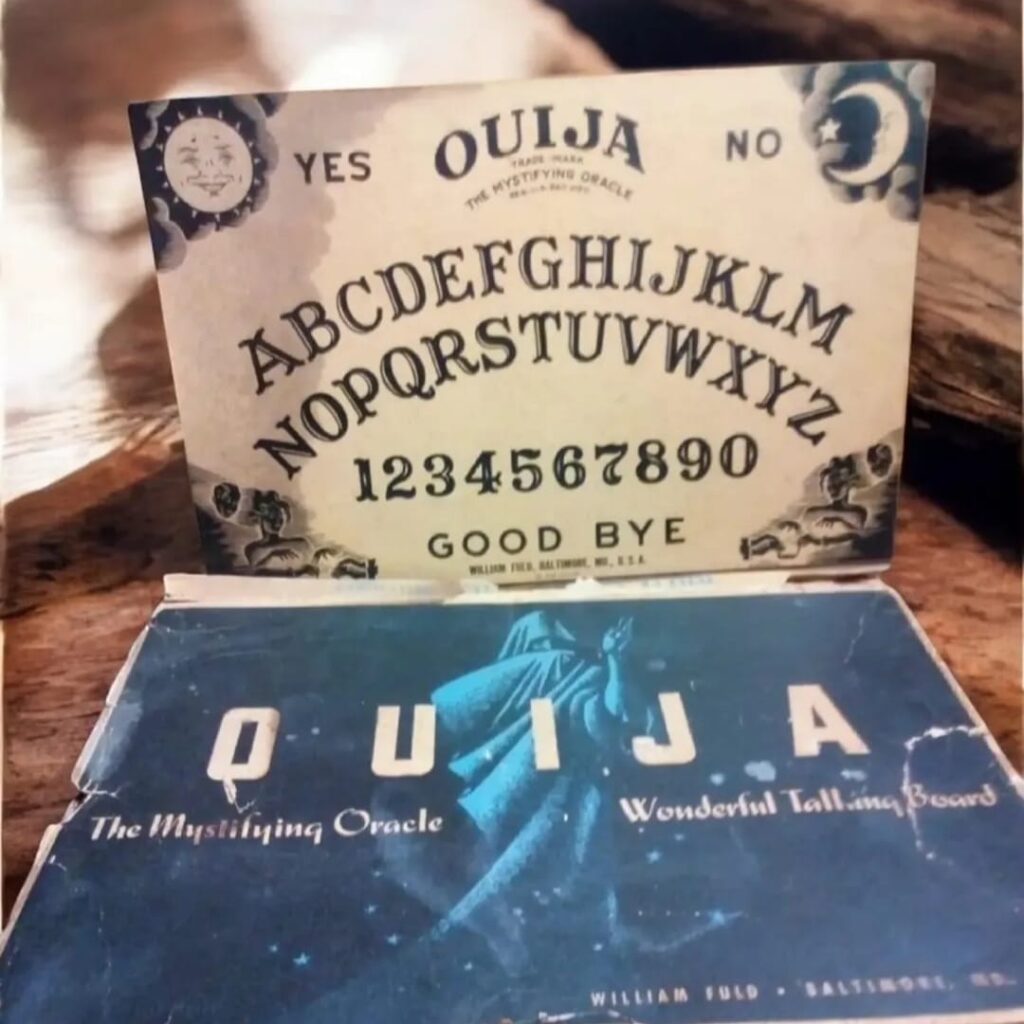 YES
OUIJA
NO
TRADE MARK
THE MYSTIFYING ORACLE
ABCDEFGHIJKLM
NOPQRSTUVWXYZ
1234567890
GOOD BYE
WILLIAM FULD, BALTIMORE, MD., U.S.A.
OUIJA
The Mystifying Oracle
Wonderful Talking Board
WILLIAM FULD • BALTIMORE, MD.